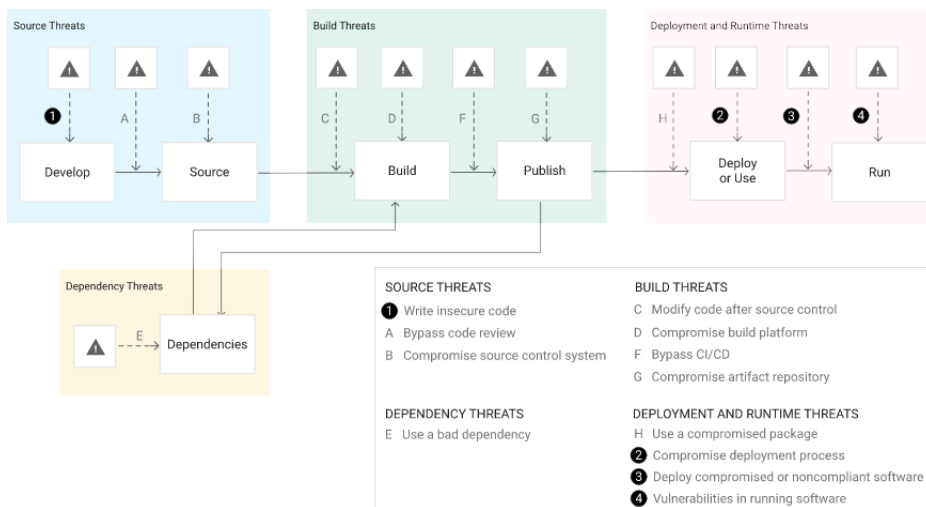 Source Threats
Build Threats
Deployment and Runtime Threats
1
A
B
C
D
F
G
H
2
3
4
Develop
Source
Build
Publish
Deploy
or Use
Run
Dependency Threats
E
Dependencies
SOURCE THREATS
1 Write insecure code
A Bypass code review
B Compromise source control system
BUILD THREATS
C Modify code after source control
D Compromise build platform
F Bypass CI/CD
G Compromise artifact repository
DEPENDENCY THREATS
E Use a bad dependency
DEPLOYMENT AND RUNTIME THREATS
H Use a compromised package
2 Compromise deployment process
3 Deploy compromised or noncompliant software
4 Vulnerabilities in running software